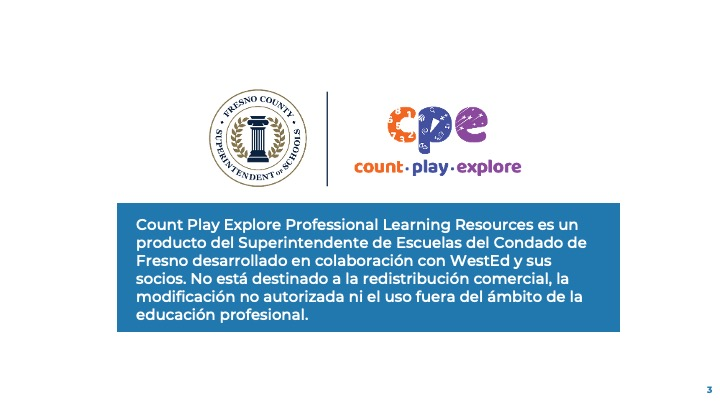 FRESNO COUNTY
SUPERINTENDENT OF SCHOOLS
cpe
count · play · explore
Count Play Explore Professional Learning Resources es un
producto del Superintendente de Escuelas del Condado de
Fresno desarrollado en colaboración con WestEd y sus
socios. No está destinado a la redistribución comercial, la
modificación no autorizada ni el uso fuera del ámbito de la
educación profesional.
3